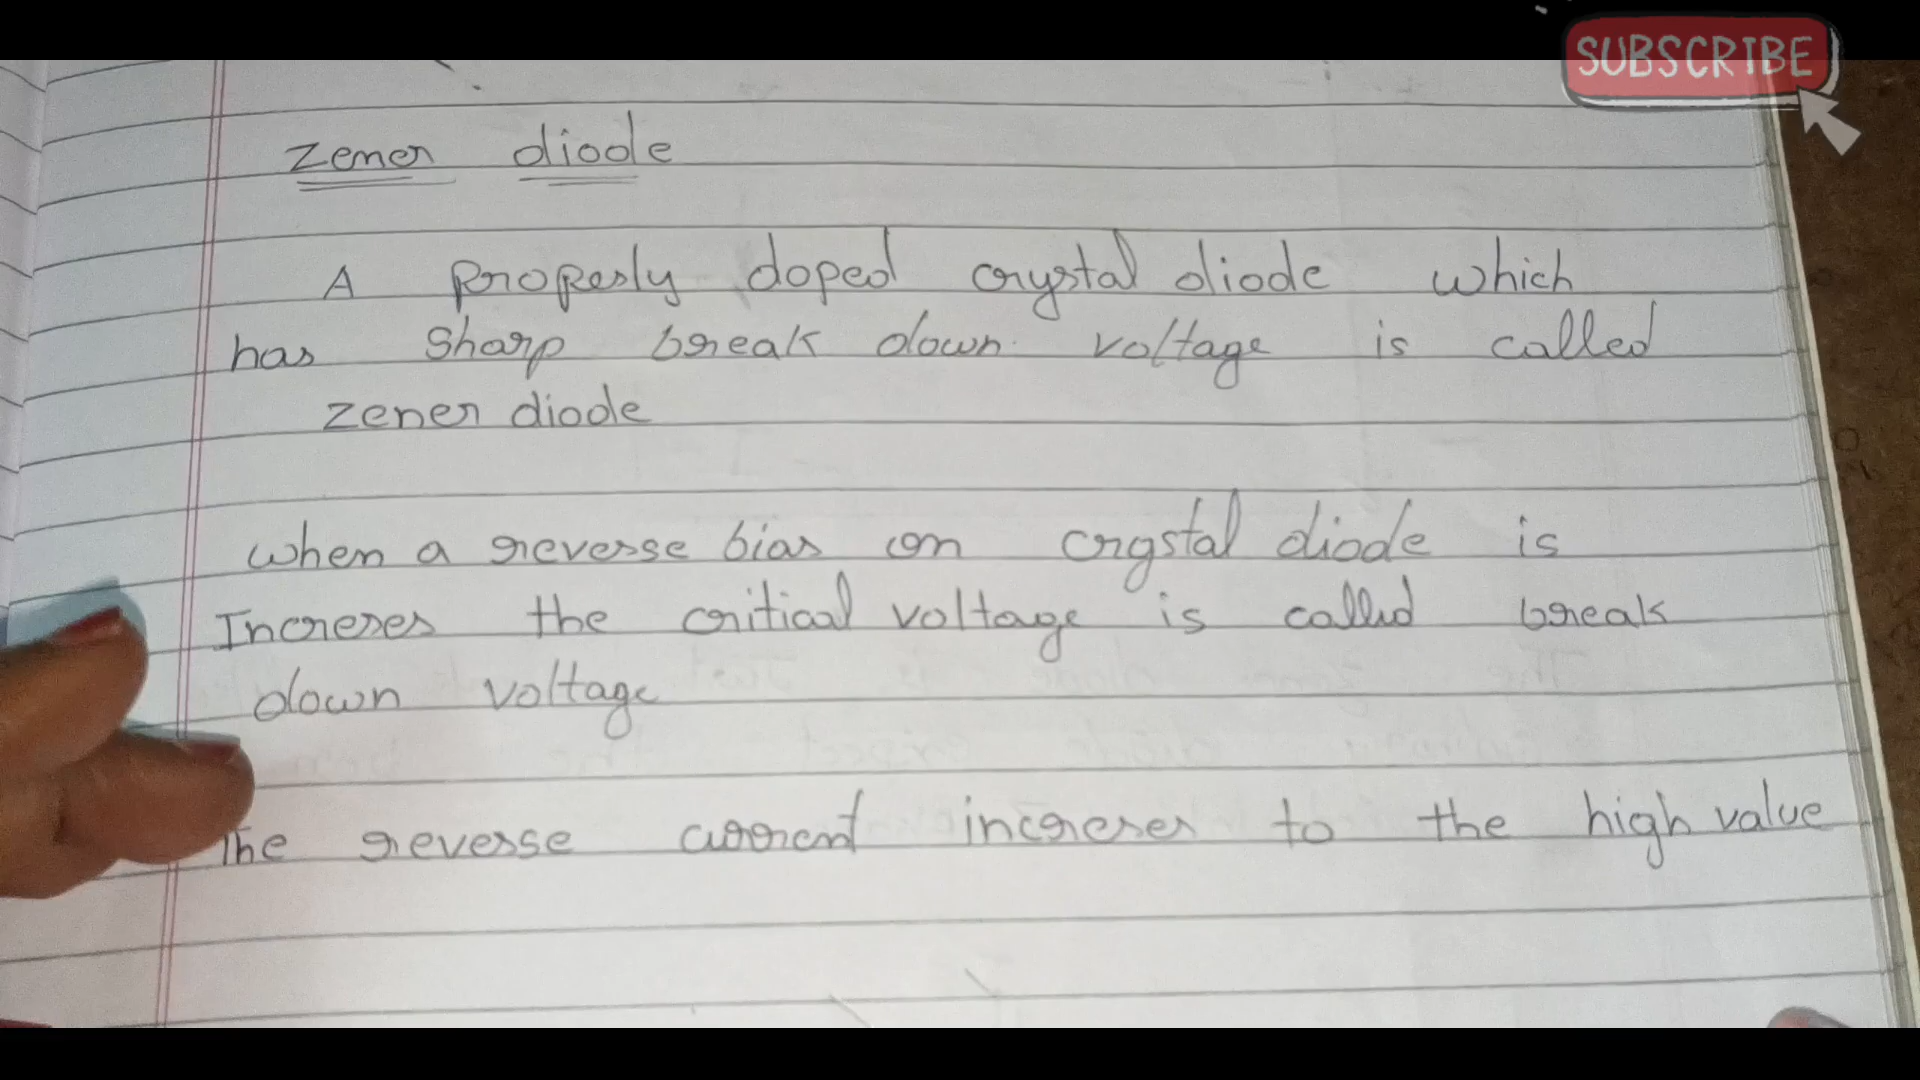 SUBSCRIBE
Zener diode
A Properly doped crystal diode which
has Sharp break down voltage is called
zener diode
When a reverse bias on crystal diode is
Increses the critical voltage is called break
down voltage
The reverse current increses to the high value